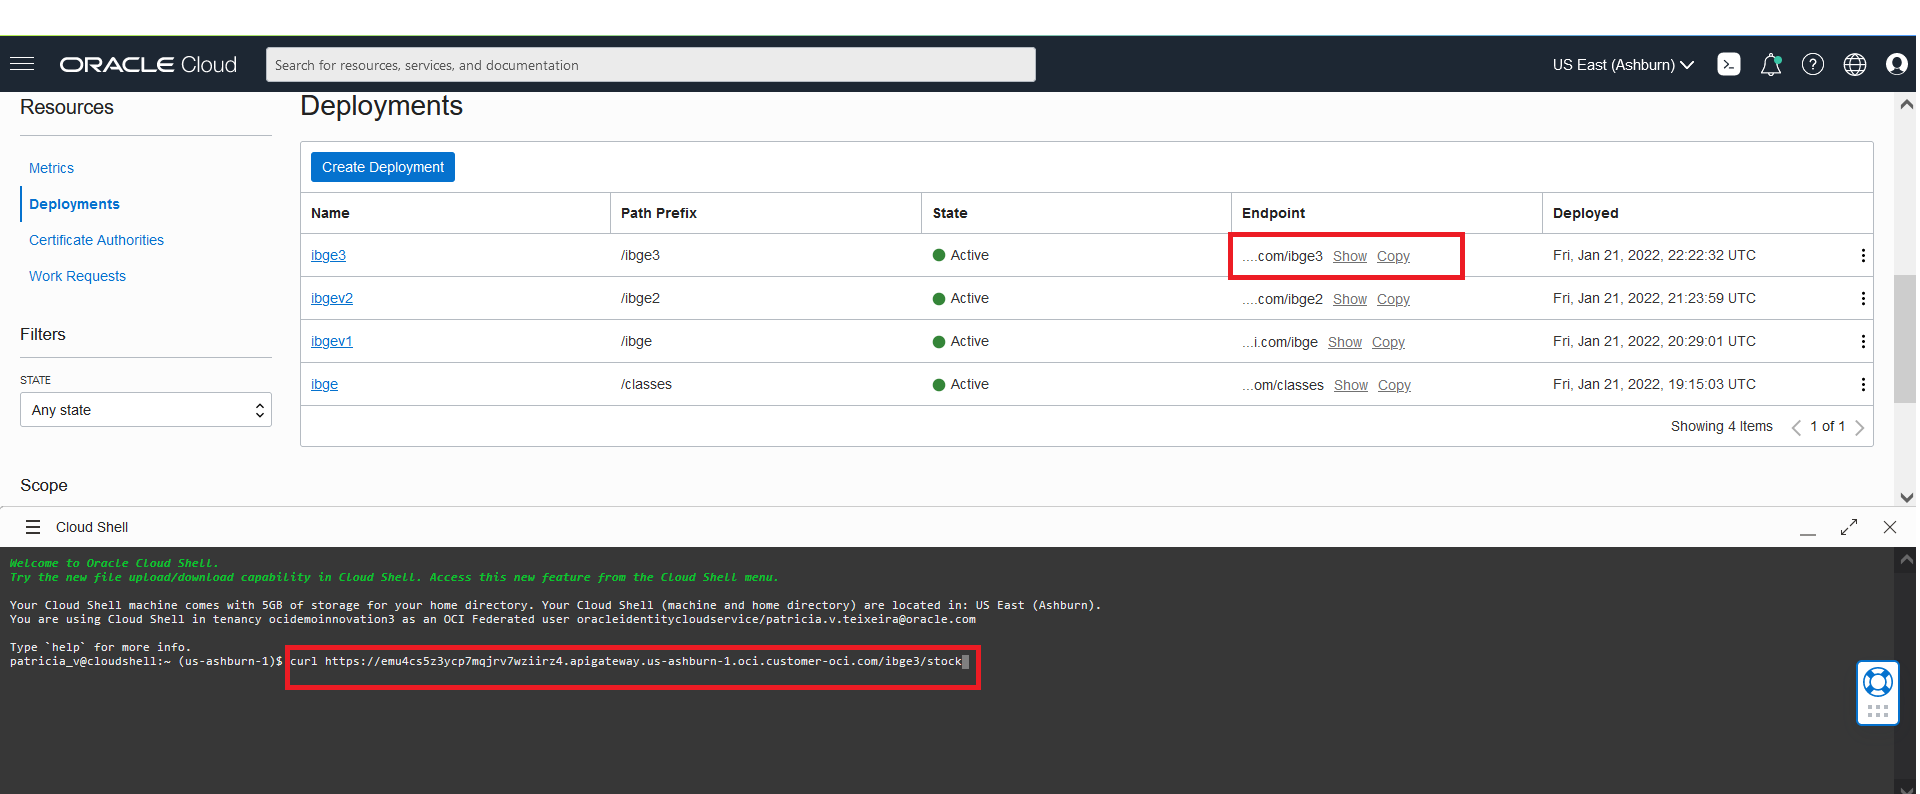 ORACLE Cloud
Search for resources, services, and documentation
US East (Ashburn)
Resources
Metrics
Deployments
Certificate Authorities
Work Requests
Filters
STATE
Any state
Scope
Deployments
Create Deployment
Name Path Prefix State Endpoint Deployed
ibge3 /ibge3 Active ....com/ibge3 Show Copy Fri, Jan 21, 2022, 22:22:32 UTC
ibgev2 /ibge2 Active ....com/ibge2 Show Copy Fri, Jan 21, 2022, 21:23:59 UTC
ibgev1 /ibge Active ...i.com/ibge Show Copy Fri, Jan 21, 2022, 20:29:01 UTC
ibge /classes Active ...om/classes Show Copy Fri, Jan 21, 2022, 19:15:03 UTC
Showing 4 Items < 1 of 1 >
Cloud Shell
Welcome to Oracle Cloud Shell.
Try the new file upload/download capability in Cloud Shell. Access this new feature from the Cloud Shell menu.
Your Cloud Shell machine comes with 5GB of storage for your home directory. Your Cloud Shell (machine and home directory) are located in: US East (Ashburn).
You are using Cloud Shell in tenancy ocidemoinnovation3 as an OCI Federated user oracleidentitycloudservice/patricia.v.teixeira@oracle.com
Type `help` for more info.
patricia_v@cloudshell:~ (us-ashburn-1)$ curl https://emu4cs5z3ycp7mqjrv7wziirz4.apigateway.us-ashburn-1.oci.customer-oci.com/ibge3/stock